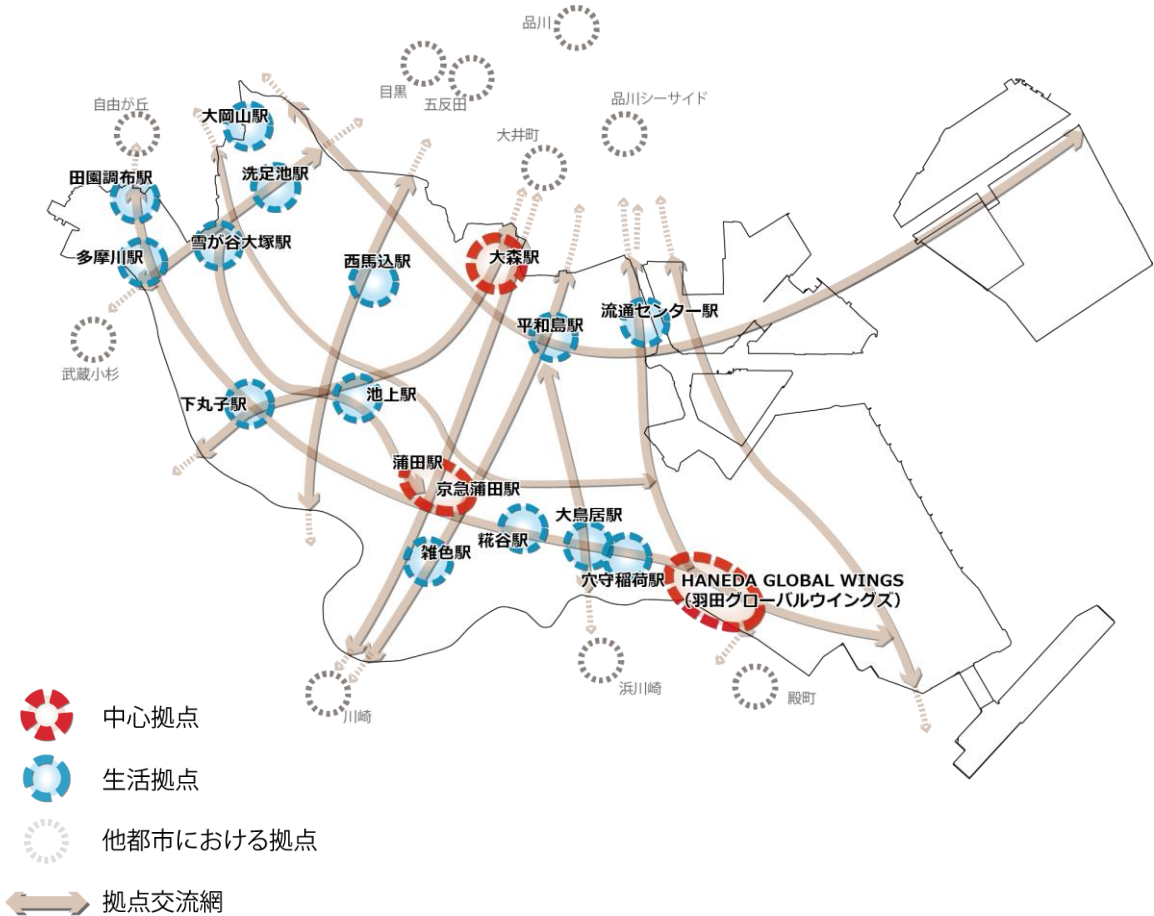 品川
目黒
五反田
品川シーサイド
自由が丘
大岡山駅
大井町
洗足池駅
田園調布駅
雪が谷大塚駅
多摩川駅
西馬込駅
大森駅
流通センター駅
平和島駅
武蔵小杉
池上駅
下丸子駅
蒲田駅
京急蒲田駅
大鳥居駅
糀谷駅
雑色駅
穴守稲荷駅
HANEDA GLOBAL WINGS
（羽田グローバルウイングズ）
浜川崎
殿町
川崎
中心拠点
生活拠点
他都市における拠点
拠点交流網